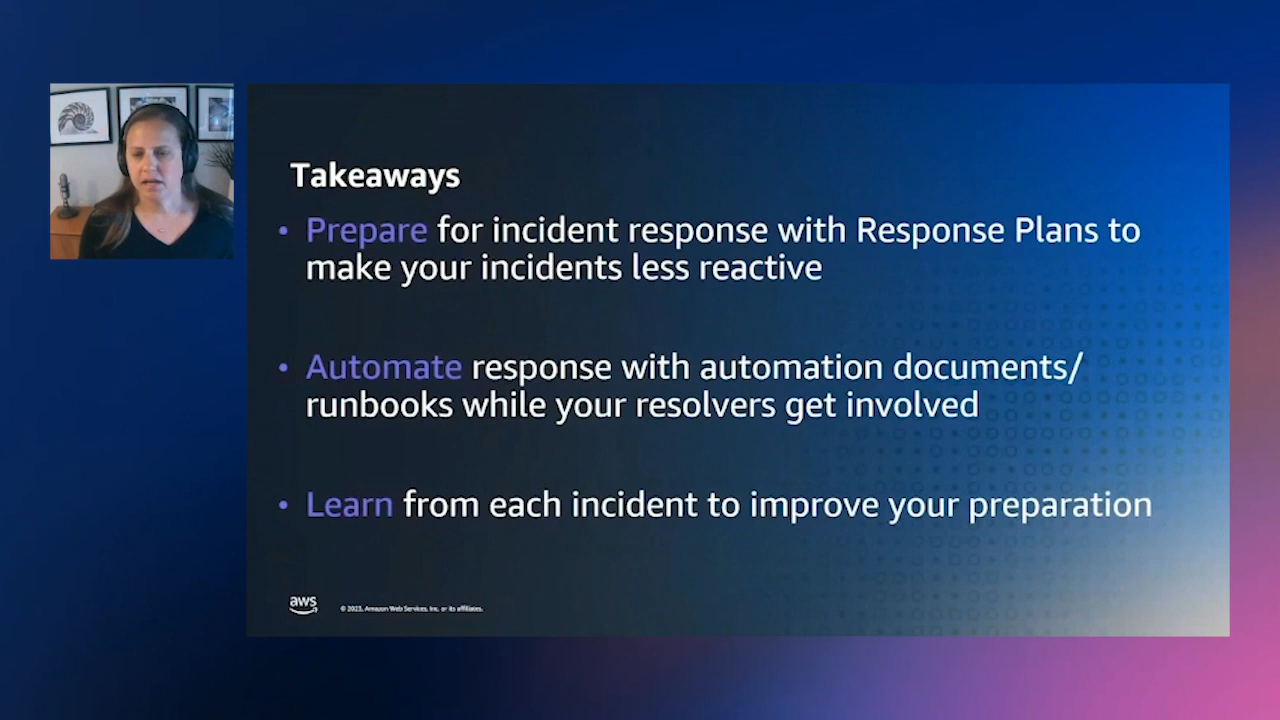 Takeaways
• Prepare for incident response with Response Plans to
make your incidents less reactive
• Automate response with automation documents/
runbooks while your resolvers get involved
• Learn from each incident to improve your preparation
aws
© 2023, Amazon Web Services, Inc. or its affiliates.